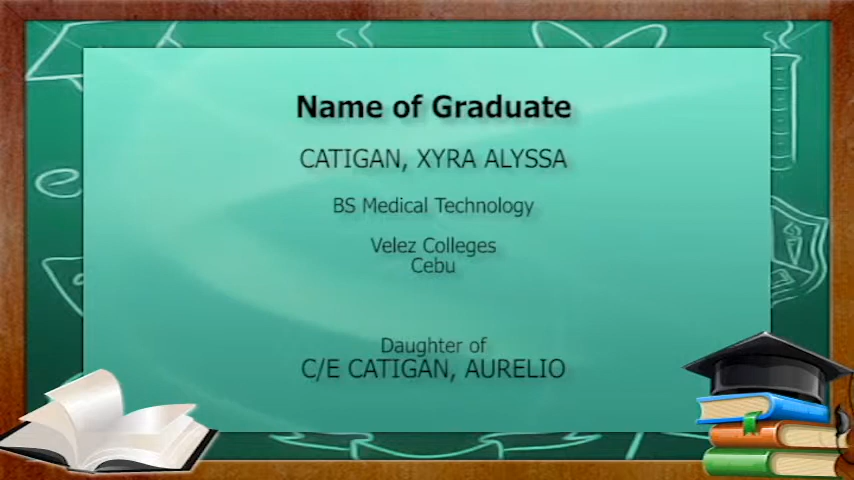 Name of Graduate
CATIGAN, XYRA ALYSSA
BS Medical Technology
Velez Colleges
Cebu
Daughter of
C/E CATIGAN, AURELIO